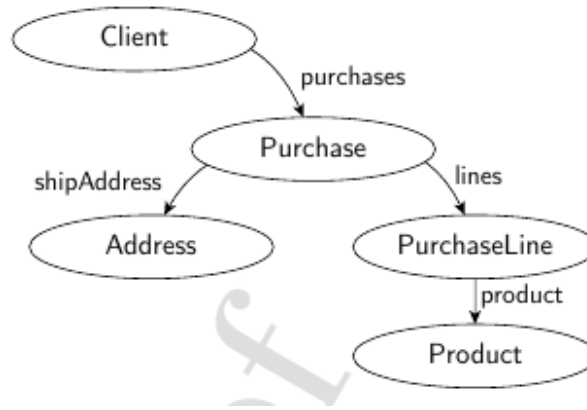 Client
purchases
Purchase
shipAddress
lines
Address
PurchaseLine
product
Product